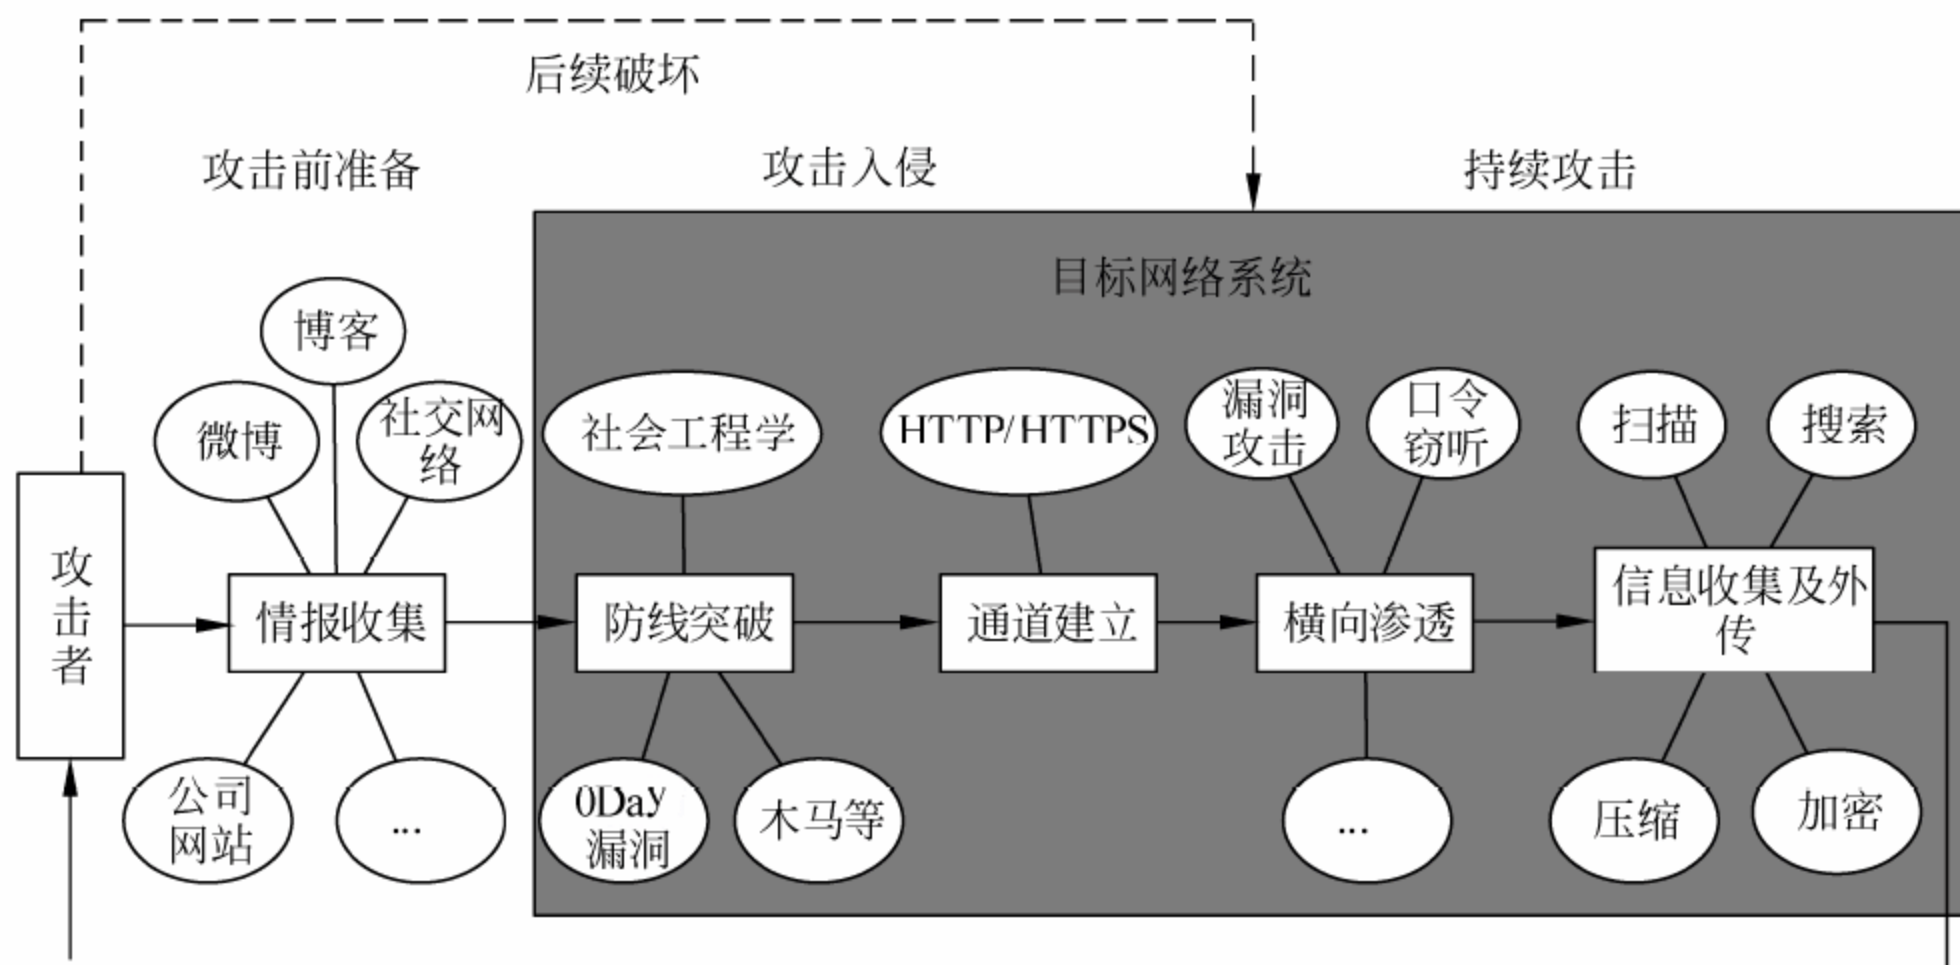 后续破坏
攻击前准备
攻击入侵
持续攻击
目标网络系统
博客
微博
社交网
络
社会工程学
HTTP/HTTPS
漏洞
攻击
口令
窃听
扫描
搜索
攻
击
者
情报收集
防线突破
通道建立
横向渗透
信息收集及外
传
公司
网站
...
0Day
漏洞
木马等
...
压缩
加密